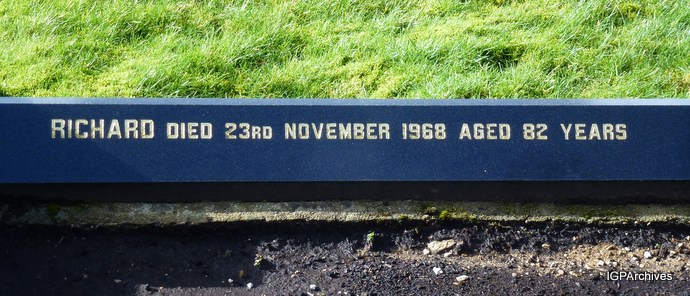 RICHARD DIED 23RD NOVEMBER 1968 AGED 82 YEARS
IGPArchives